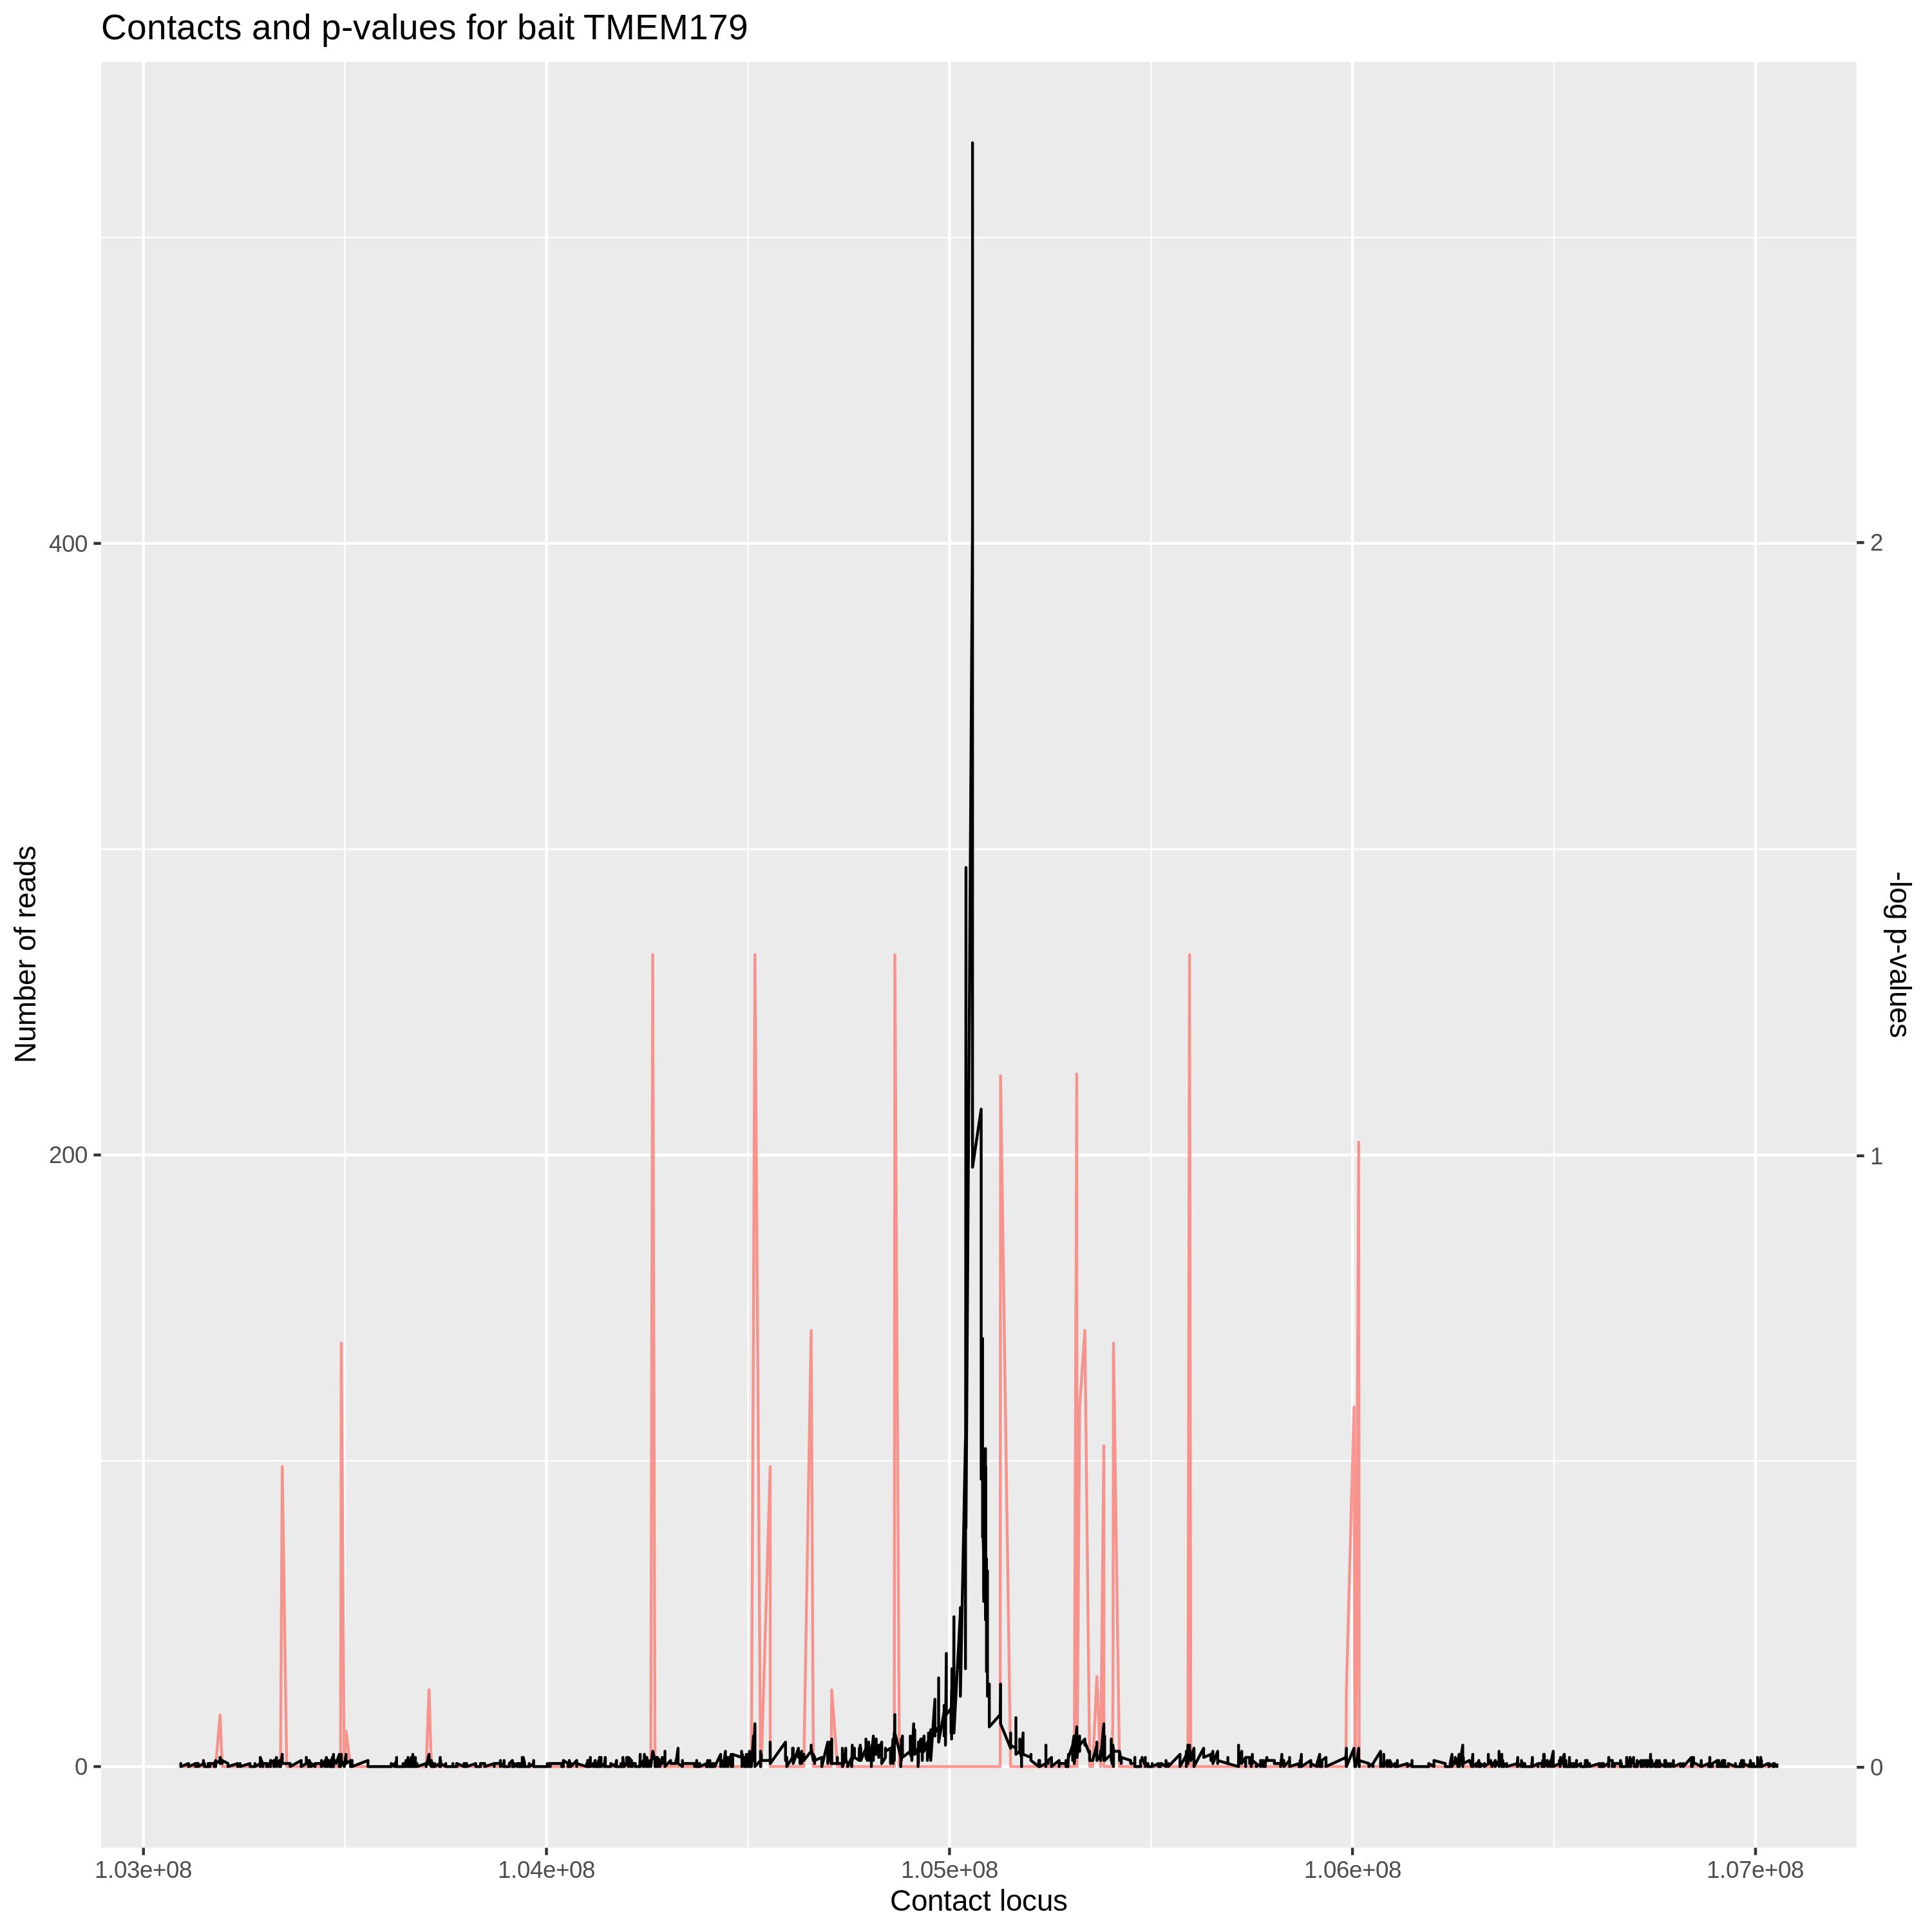 Contacts and p-values for bait TMEM179
Number of reads
400
200
0
2
1
0
-log p-values
1.03e+08
1.04e+08
1.05e+08
1.06e+08
1.07e+08
Contact locus